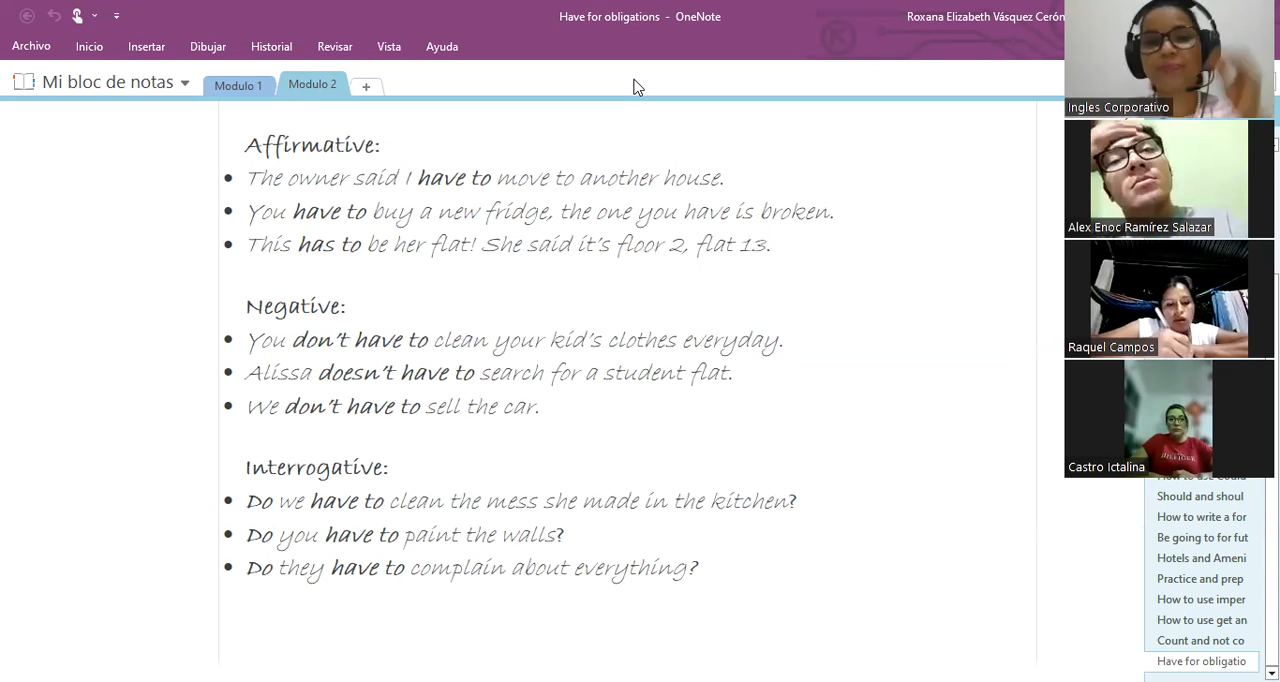 Have for obligations - OneNote
Roxana Elizabeth Vásquez Cerón
Archivo Inicio Insertar Dibujar Historial Revisar Vista Ayuda
Mi bloc de notas Modulo 1 Modulo 2 +
Affirmative:
• The owner said I have to move to another house.
• You have to buy a new fridge, the one you have is broken.
• This has to be her flat! She said it's floor 2, flat 13.
Negative:
• You don't have to clean your kid's clothes everyday.
• Alissa doesn't have to search for a student flat.
• We don't have to sell the car.
Interrogative:
• Do we have to clean the mess she made in the kitchen?
• Do you have to paint the walls?
• Do they have to complain about everything?
Ingles Corporativo
Alex Enoc Ramírez Salazar
Raquel Campos
Castro Ictalina
How to use Could
Should and shoul
How to write a for
Be going to for fut
Hotels and Ameni
Practice and prep
How to use imper
How to use get an
Count and not co
Have for obligatio